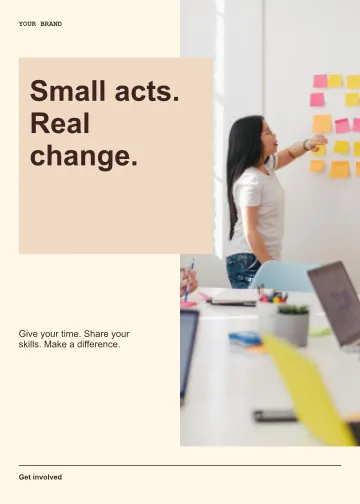 YOUR BRAND
Small acts.
Real
change.
Give your time. Share your
skills. Make a difference.
Get involved